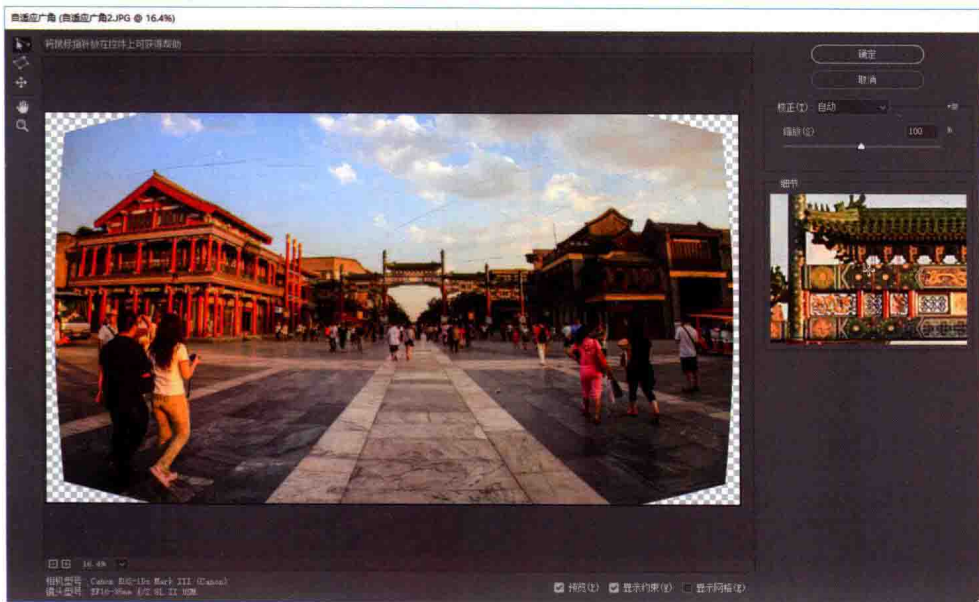 自适应广角 (自适应广角2.JPG @ 16.4%)
将鼠标指针放在控件上可获得帮助
确定
取消
校正(T) 自动
缩放(S) 100 %
细节
16.4%
相机型号: Canon EOS-1Ds Mark III (Canon)
镜头型号: EF16-35mm f/2.8L II USM
预览(P) 显示约束(W) 显示网格(E)